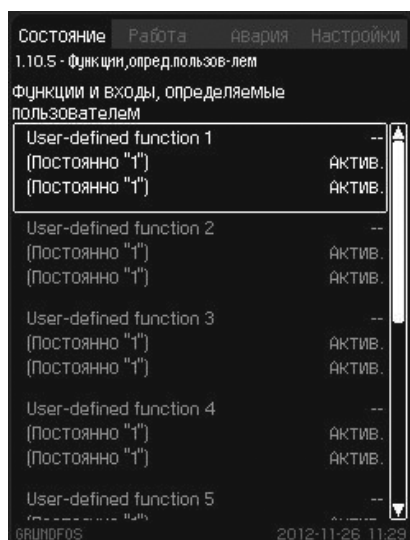 Состояние Работа Авария Настройки
1.10.5 - Функции,опред.пользов-лем
Функции и входы, определяемые
пользователем
User-defined function 1 --
(Постоянно "1") Актив.
(Постоянно "1") Актив.
User-defined function 2 --
(Постоянно "1") Актив.
(Постоянно "1") Актив.
User-defined function 3 --
(Постоянно "1") Актив.
(Постоянно "1") Актив.
User-defined function 4 --
(Постоянно "1") Актив.
(Постоянно "1") Актив.
User-defined function 5 --
GRUNDFOS 2012-11-26 11:29